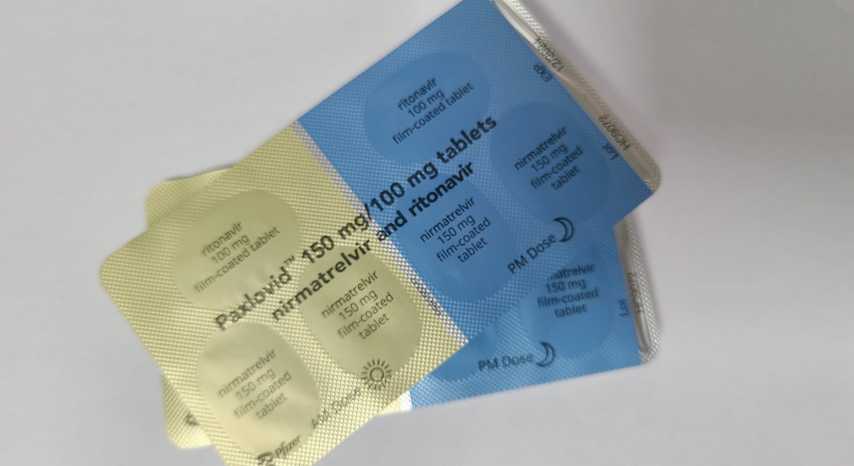 Paxlovid™ 150 mg/100 mg tablets
nirmatrelvir and ritonavir
ritonavir
100 mg
film-coated tablet
nirmatrelvir
150 mg
film-coated
tablet
nirmatrelvir
150 mg
film-coated
tablet
AM Dose
Pfizer
ritonavir
100 mg
film-coated tablet
nirmatrelvir
150 mg
film-coated
tablet
nirmatrelvir
150 mg
film-coated
tablet
PM Dose
EXP
Lot
150 mg
film-coated
tablet
PM Dose